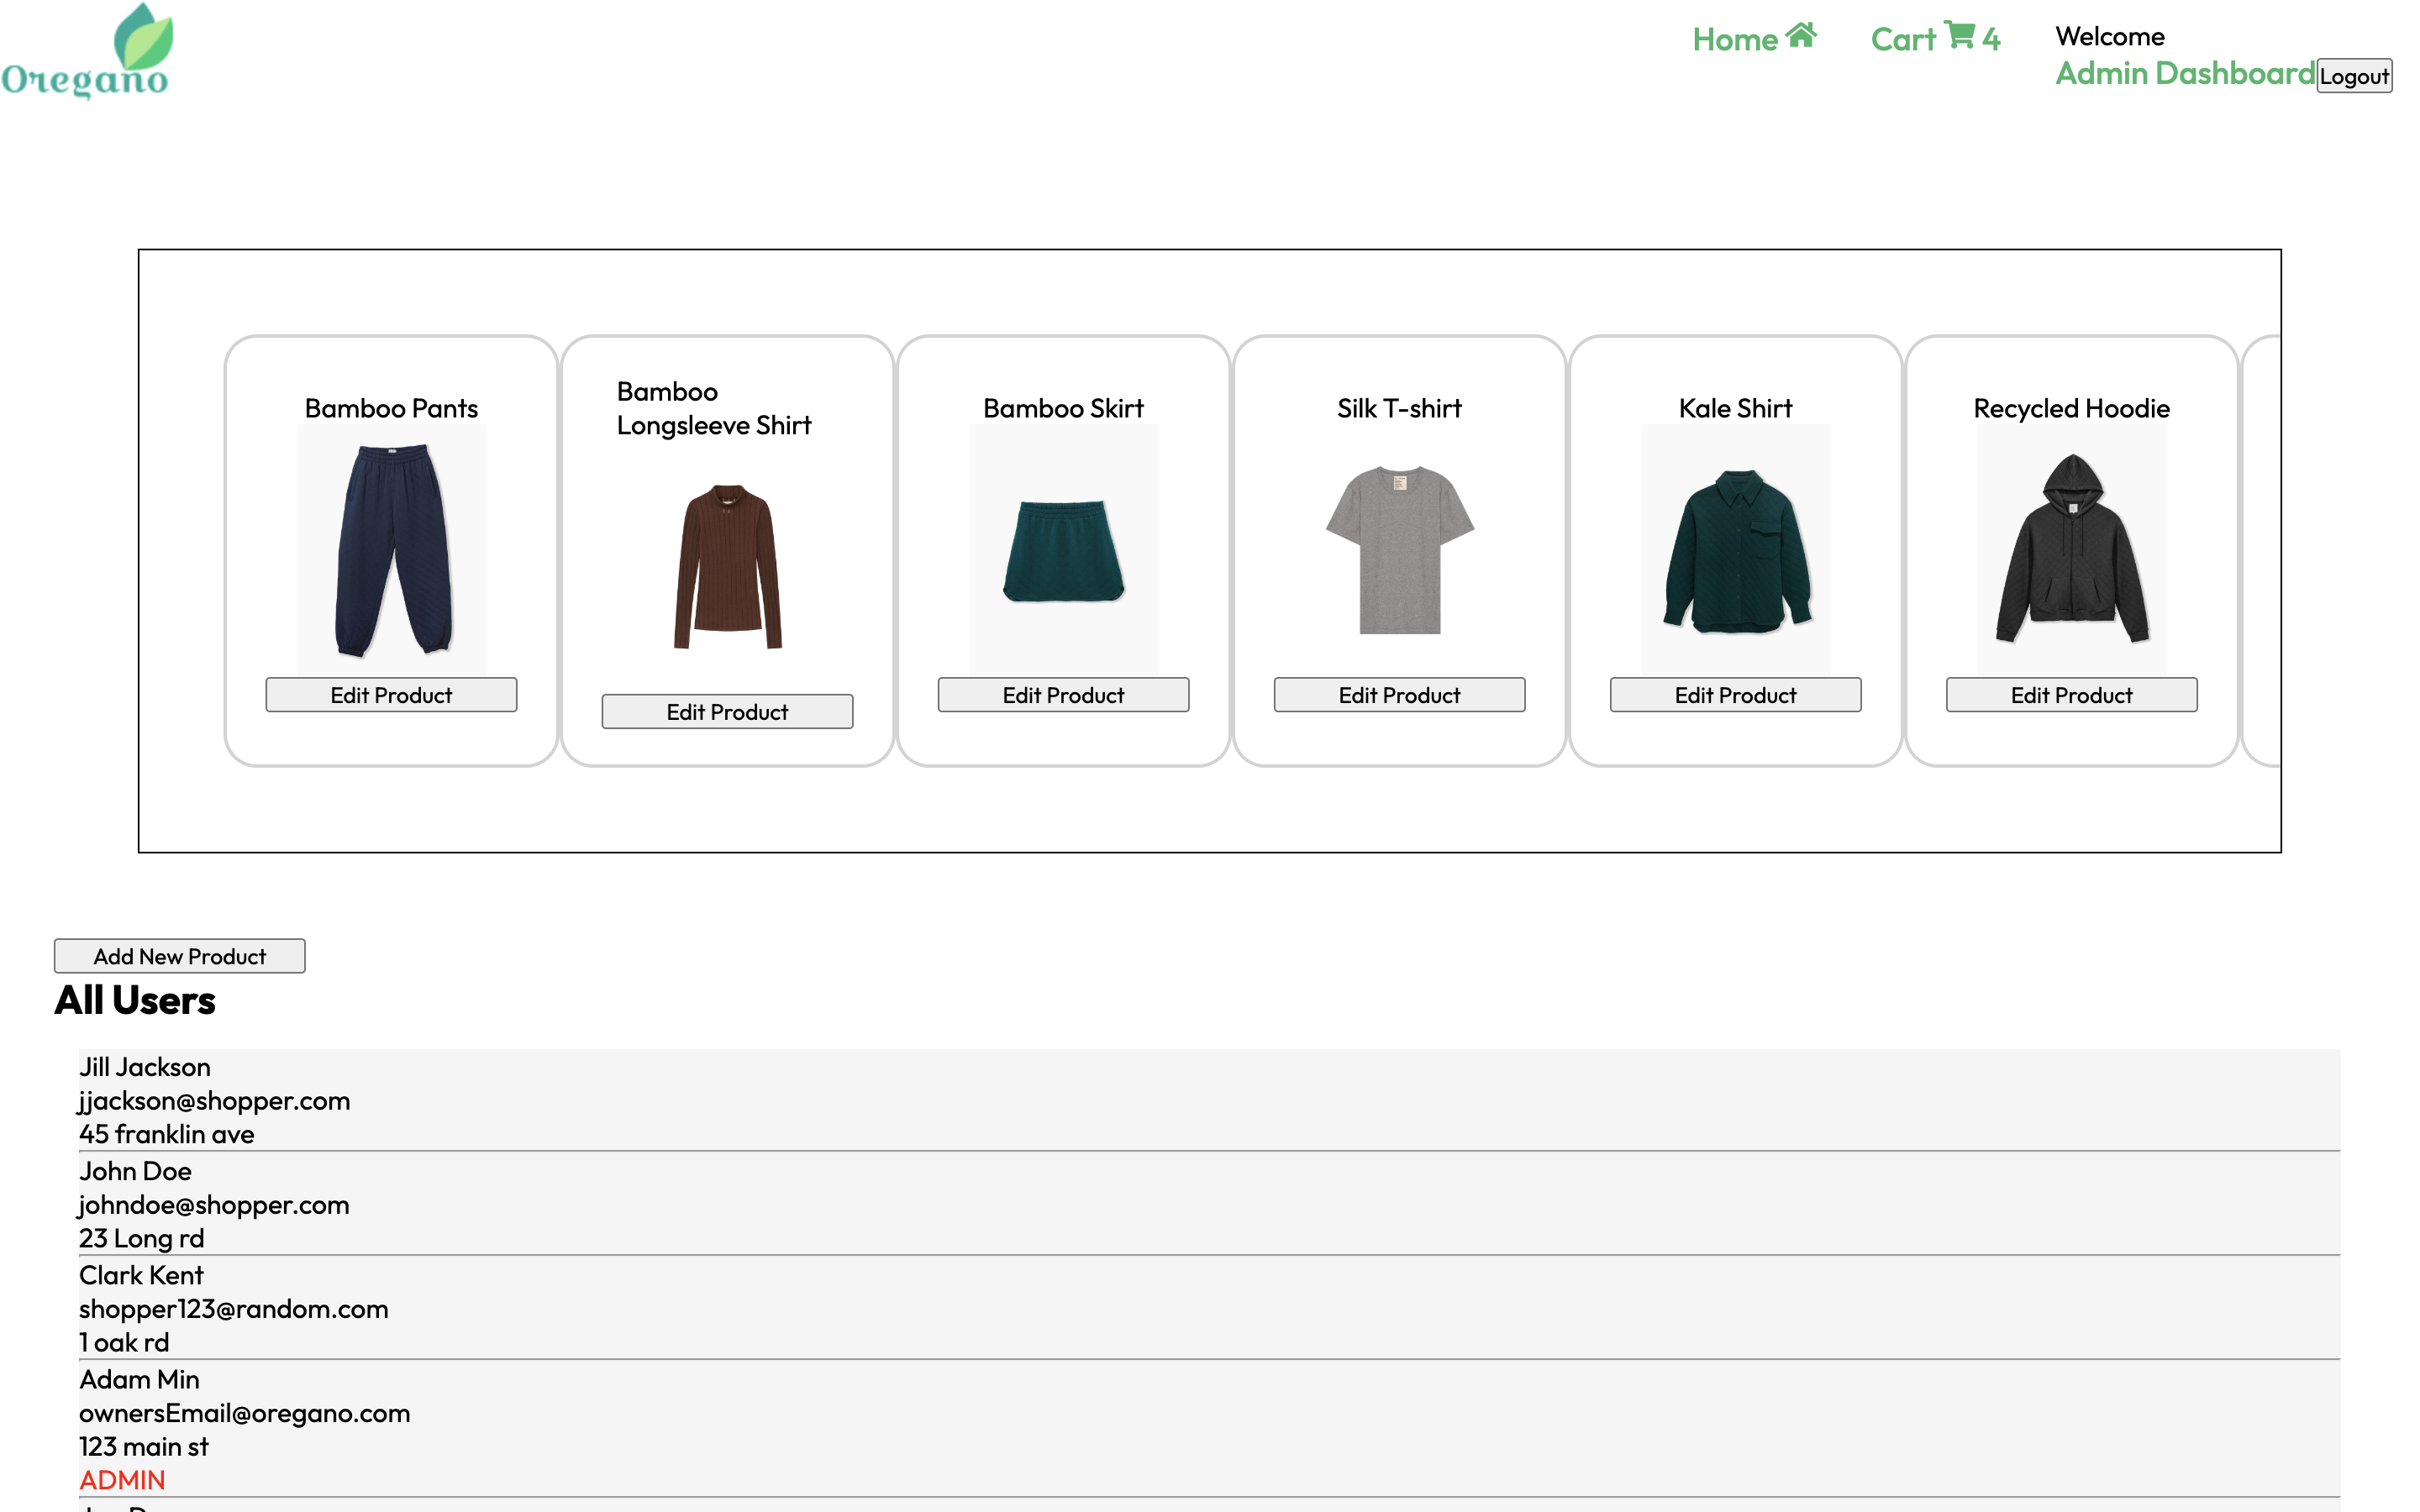 Oregano
Home
Cart 4
Welcome
Admin Dashboard
Logout
Bamboo Pants
Edit Product
Bamboo
Longsleeve Shirt
Edit Product
Bamboo Skirt
Edit Product
Silk T-shirt
Edit Product
Kale Shirt
Edit Product
Recycled Hoodie
Edit Product
Add New Product
All Users
Jill Jackson
jjackson@shopper.com
45 franklin ave
John Doe
johndoe@shopper.com
23 Long rd
Clark Kent
shopper123@random.com
1 oak rd
Adam Min
ownersEmail@oregano.com
123 main st
ADMIN